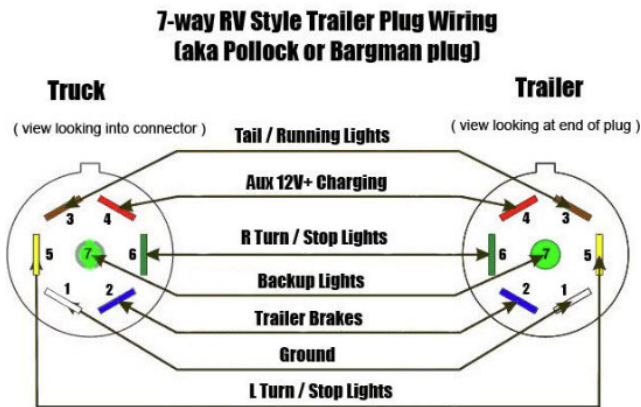 7-way RV Style Trailer Plug Wiring
(aka Pollock or Bargman plug)
Truck
Trailer
( view looking into connector )
( view looking at end of plug )
Tail / Running Lights
Aux 12V+ Charging
R Turn / Stop Lights
Backup Lights
Trailer Brakes
Ground
L Turn / Stop Lights
3 4
5 7 6
1 2
4 3
6 7 5
2 1